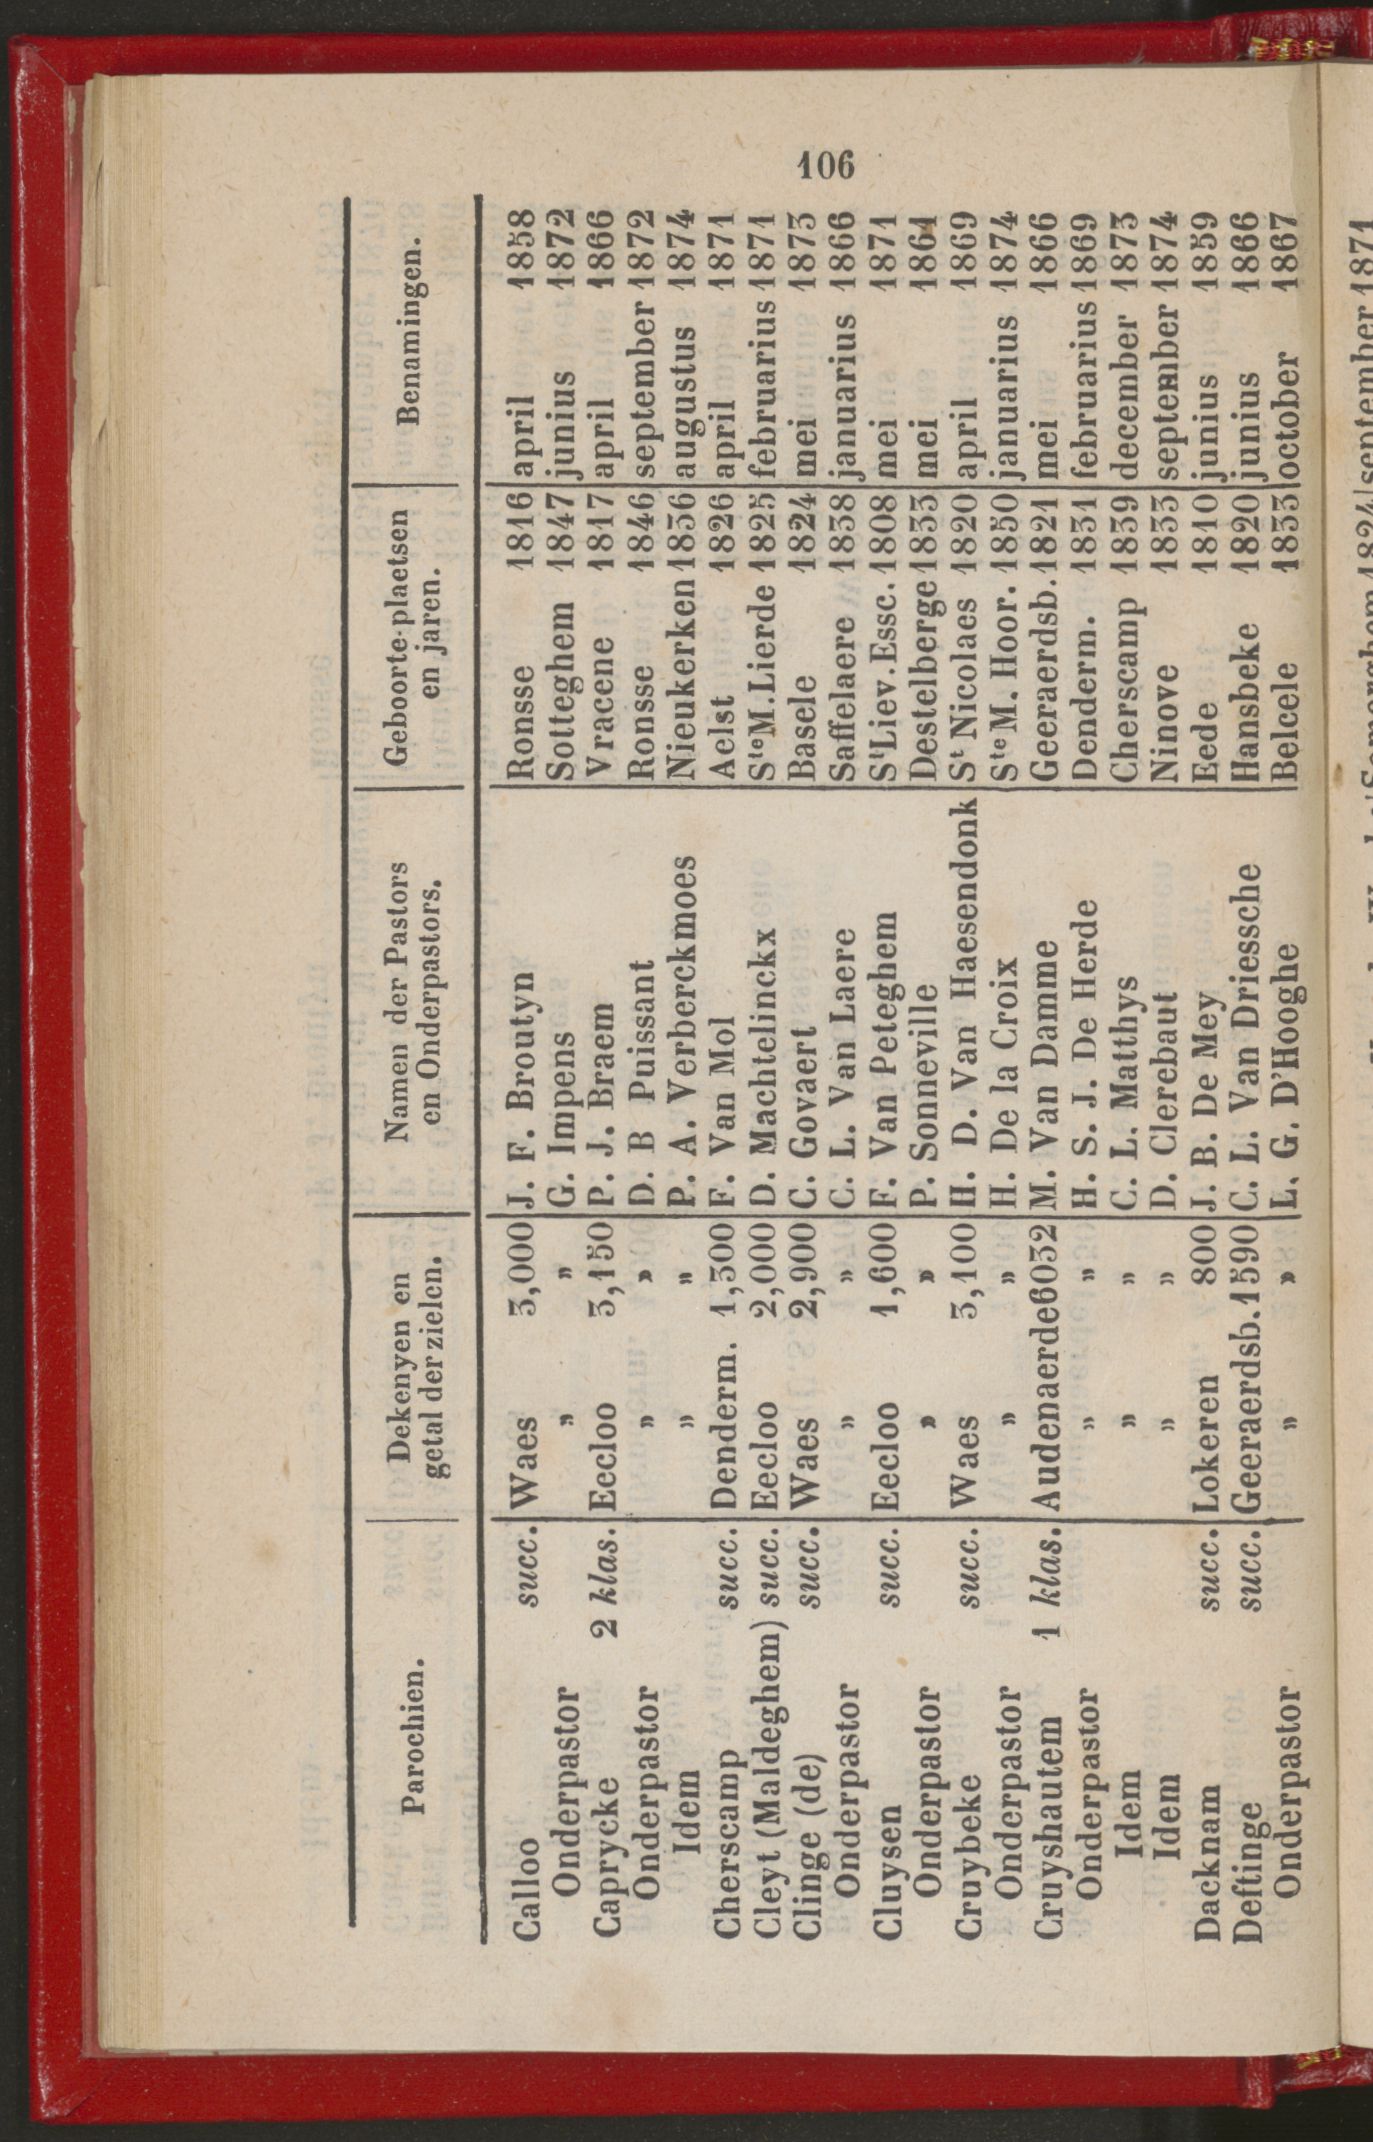 106
Parochien. Dekenyen en getal der zielen. Namen der Pastors en Onderpastors. Geboorte-plaetsen en jaren. Benamingen.
Calloo succ. Waes 3,000 J. F. Broutyn Ronsse 1816 april 1858
Onderpastor » » G. Impens Sotteghem 1847 junius 1872
Caprycke 2 klas. Eecloo 3,150 P. J. Braem Vracene 1817 april 1866
Onderpastor » » D. B Puissant Ronsse 1846 september 1872
Idem » » P. A. Verberckmoes Nieukerken 1836 augustus 1874
Cherscamp succ. Denderm. 1,300 F. Van Mol Aelst 1826 april 1871
Cleyt (Maldeghem) succ. Eecloo 2,000 D. Machtelinckx Ste M. Lierde 1825 februarius 1871
Clinge (de) succ. Waes 2,900 C. Govaert Basele 1824 mei 1873
Onderpastor » » C. L. Van Laere Saffelaere 1838 januarius 1866
Cluysen succ. Eecloo 1,600 F. Van Peteghem St Liev. Essc. 1808 mei 1871
Onderpastor » » P. Sonneville Destelberge 1833 mei 1864
Cruybeke succ. Waes 3,100 H. D. Van Haesendonk St Nicolaes 1820 april 1869
Onderpastor » » H. De la Croix Ste M. Hoor. 1850 januarius 1874
Cruyshautem 1 klas. Audenaerde 6032 M. Van Damme Geeraerdsb. 1821 mei 1866
Onderpastor » » H. S. J. De Herde Denderm. 1831 februarius 1869
Idem » » C. L. Matthys Cherscamp 1839 december 1873
Idem » » D. Clerebaut Ninove 1833 september 1874
Dacknam succ. Lokeren 800 J. B. De Mey Eede 1810 junius 1859
Deftinge succ. Geeraerdsb. 1590 C. L. Van Driessche Hansbeke 1820 junius 1866
Onderpastor » » L. G. D'Hooghe Belcele 1833 october 1867
1824 september 1871